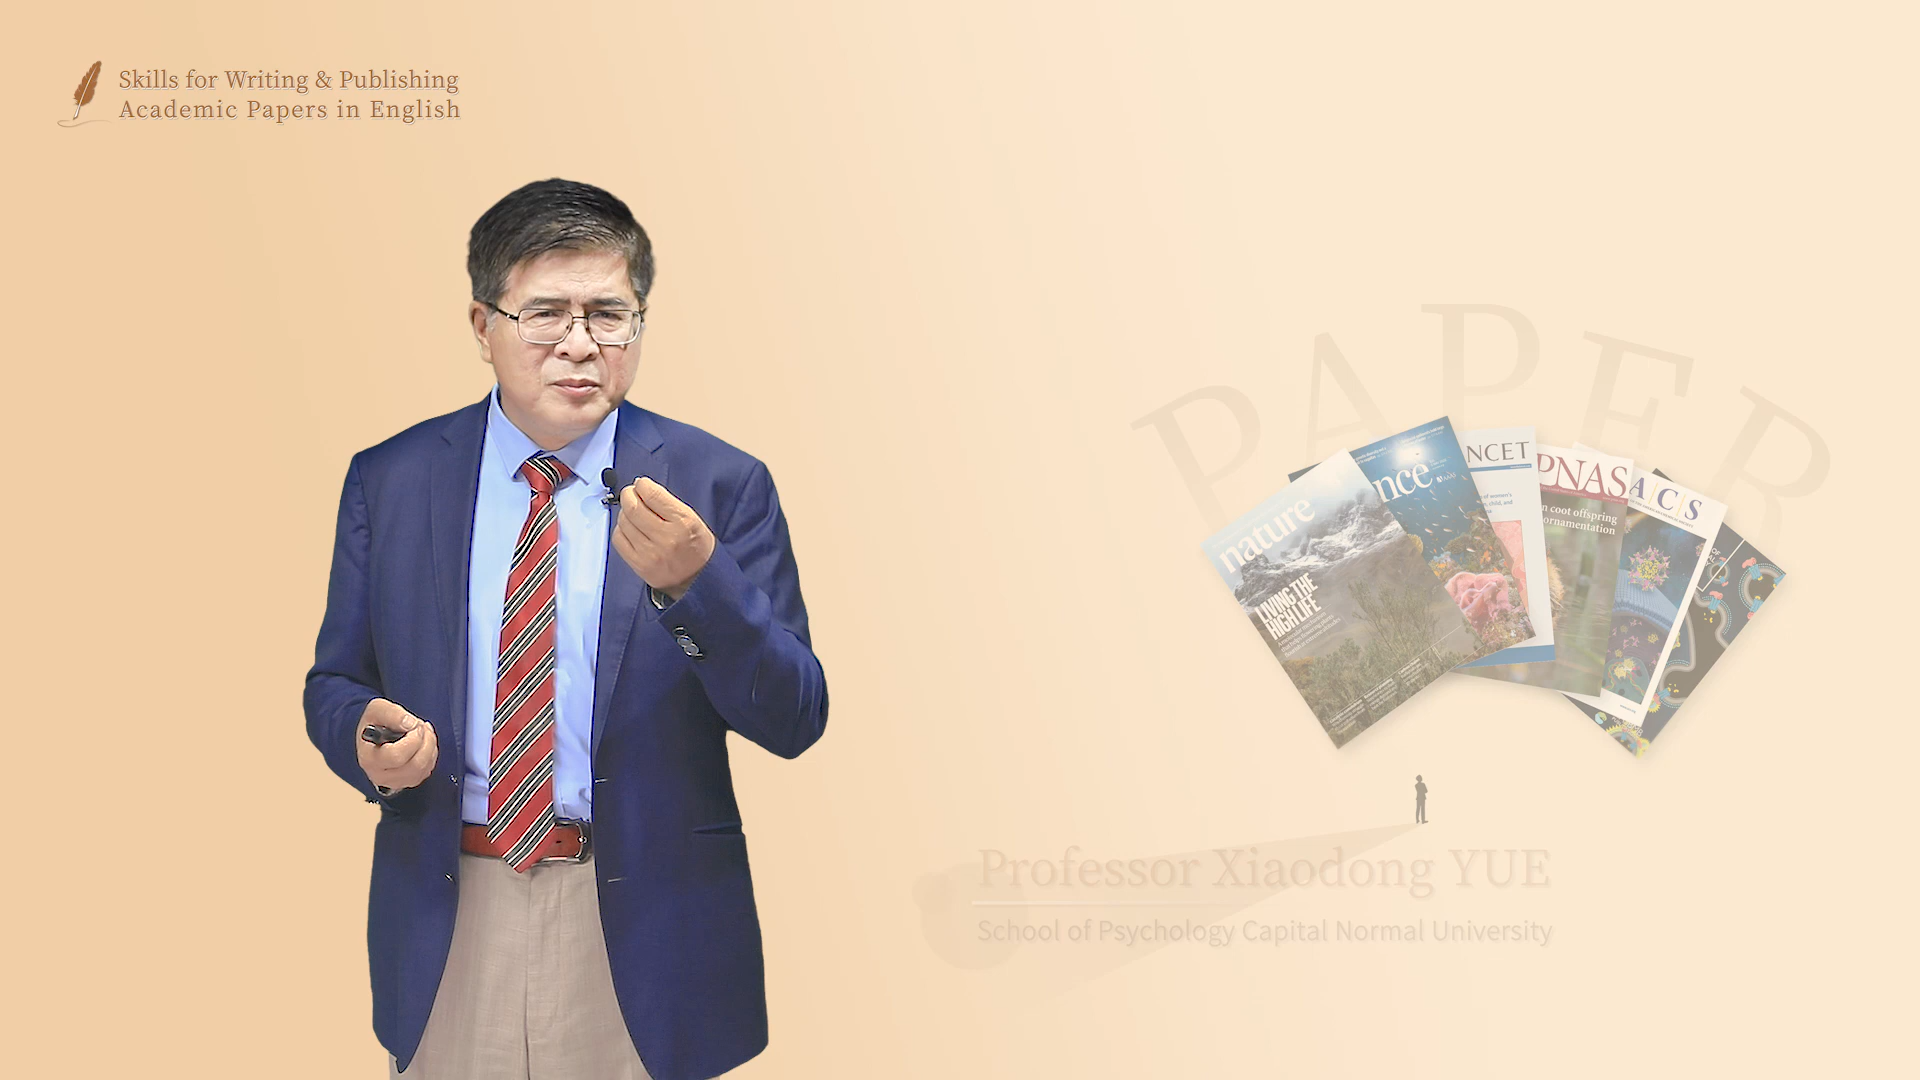 Skills for Writing & Publishing
Academic Papers in English
PAPER
nature
LIVING THE
HIGH LIFE
nce
NCET
PNAS
n coot offspring
ornamentation
A|C|S
Professor Xiaodong YUE
School of Psychology Capital Normal University